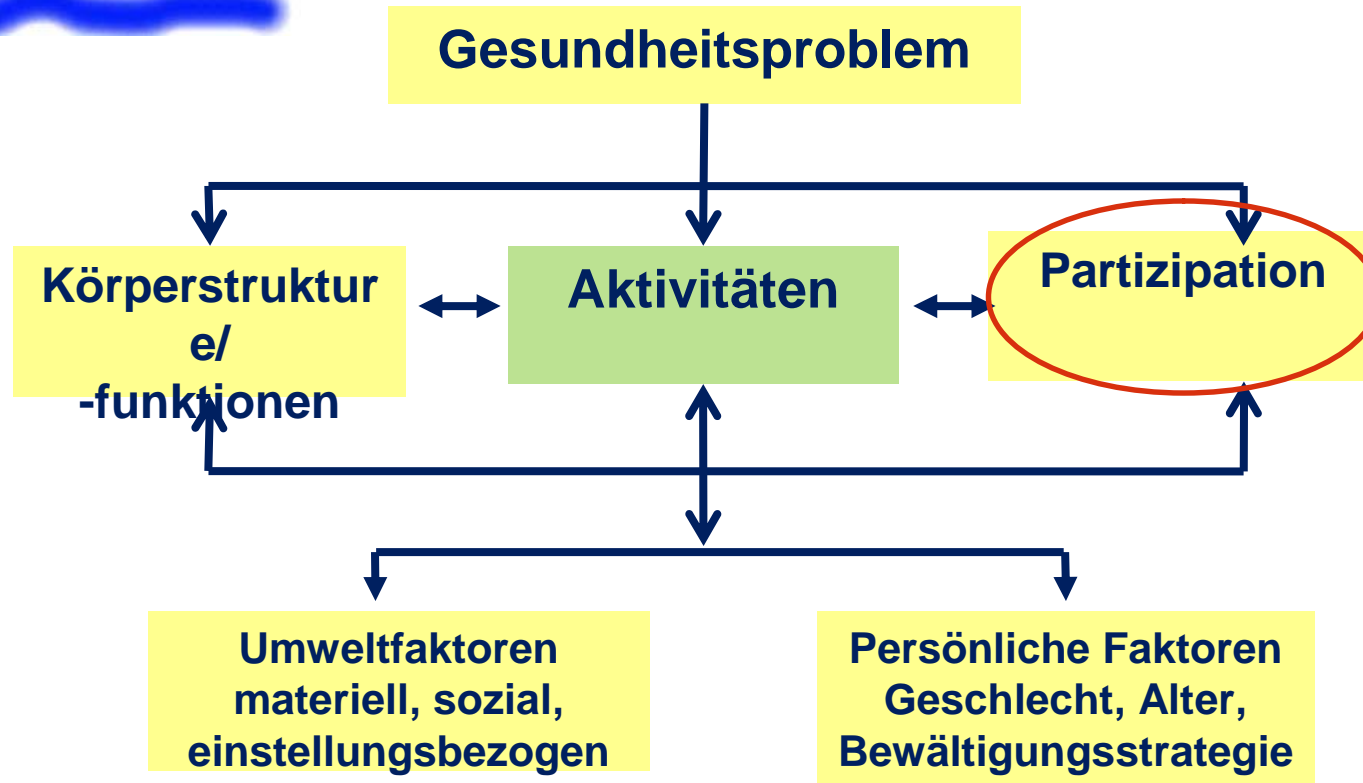 Gesundheitsproblem
Körperstruktur
e/
-funktionen
Aktivitäten
Partizipation
Umweltfaktoren
materiell, sozial,
einstellungsbezogen
Persönliche Faktoren
Geschlecht, Alter,
Bewältigungsstrategie